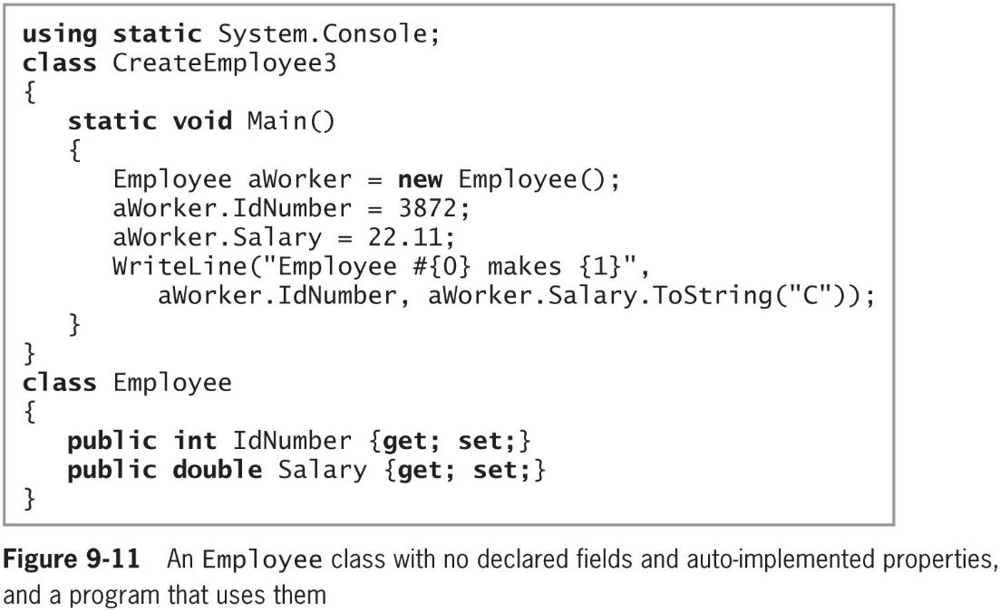 using static System.Console;
class CreateEmployee3
{
   static void Main()
   {
      Employee aWorker = new Employee();
      aWorker.IdNumber = 3872;
      aWorker.Salary = 22.11;
      WriteLine("Employee #{0} makes {1}",
         aWorker.IdNumber, aWorker.Salary.ToString("C"));
   }
}
class Employee
{
   public int IdNumber {get; set;}
   public double Salary {get; set;}
}
Figure 9-11 An Employee class with no declared fields and auto-implemented properties,
and a program that uses them